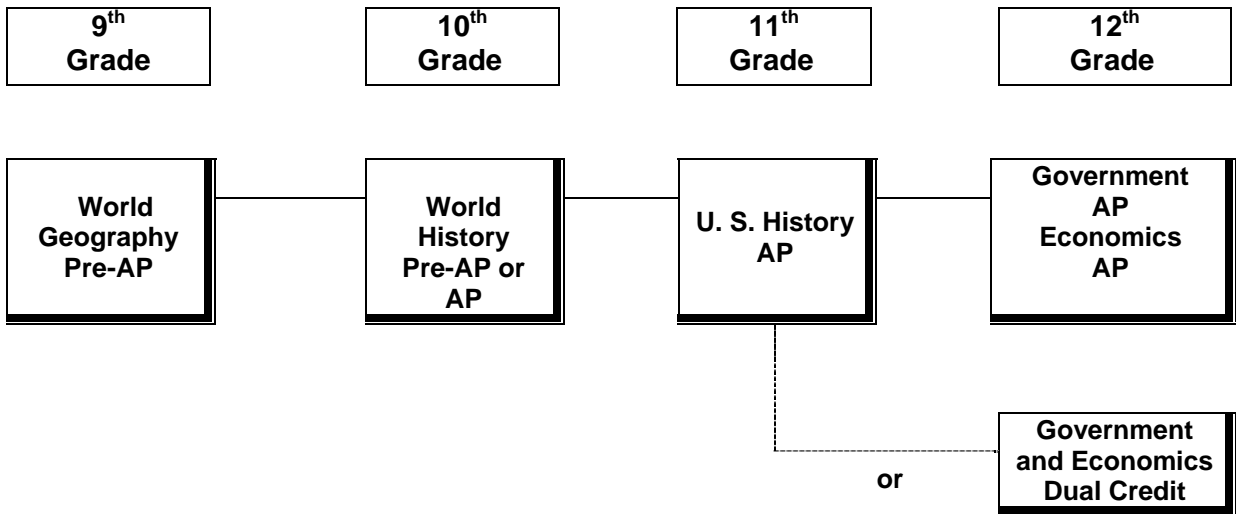 9th
Grade
10th
Grade
11th
Grade
12th
Grade
World
Geography
Pre-AP
World
History
Pre-AP or
AP
U. S. History
AP
Government
AP
Economics
AP
or
Government
and Economics
Dual Credit